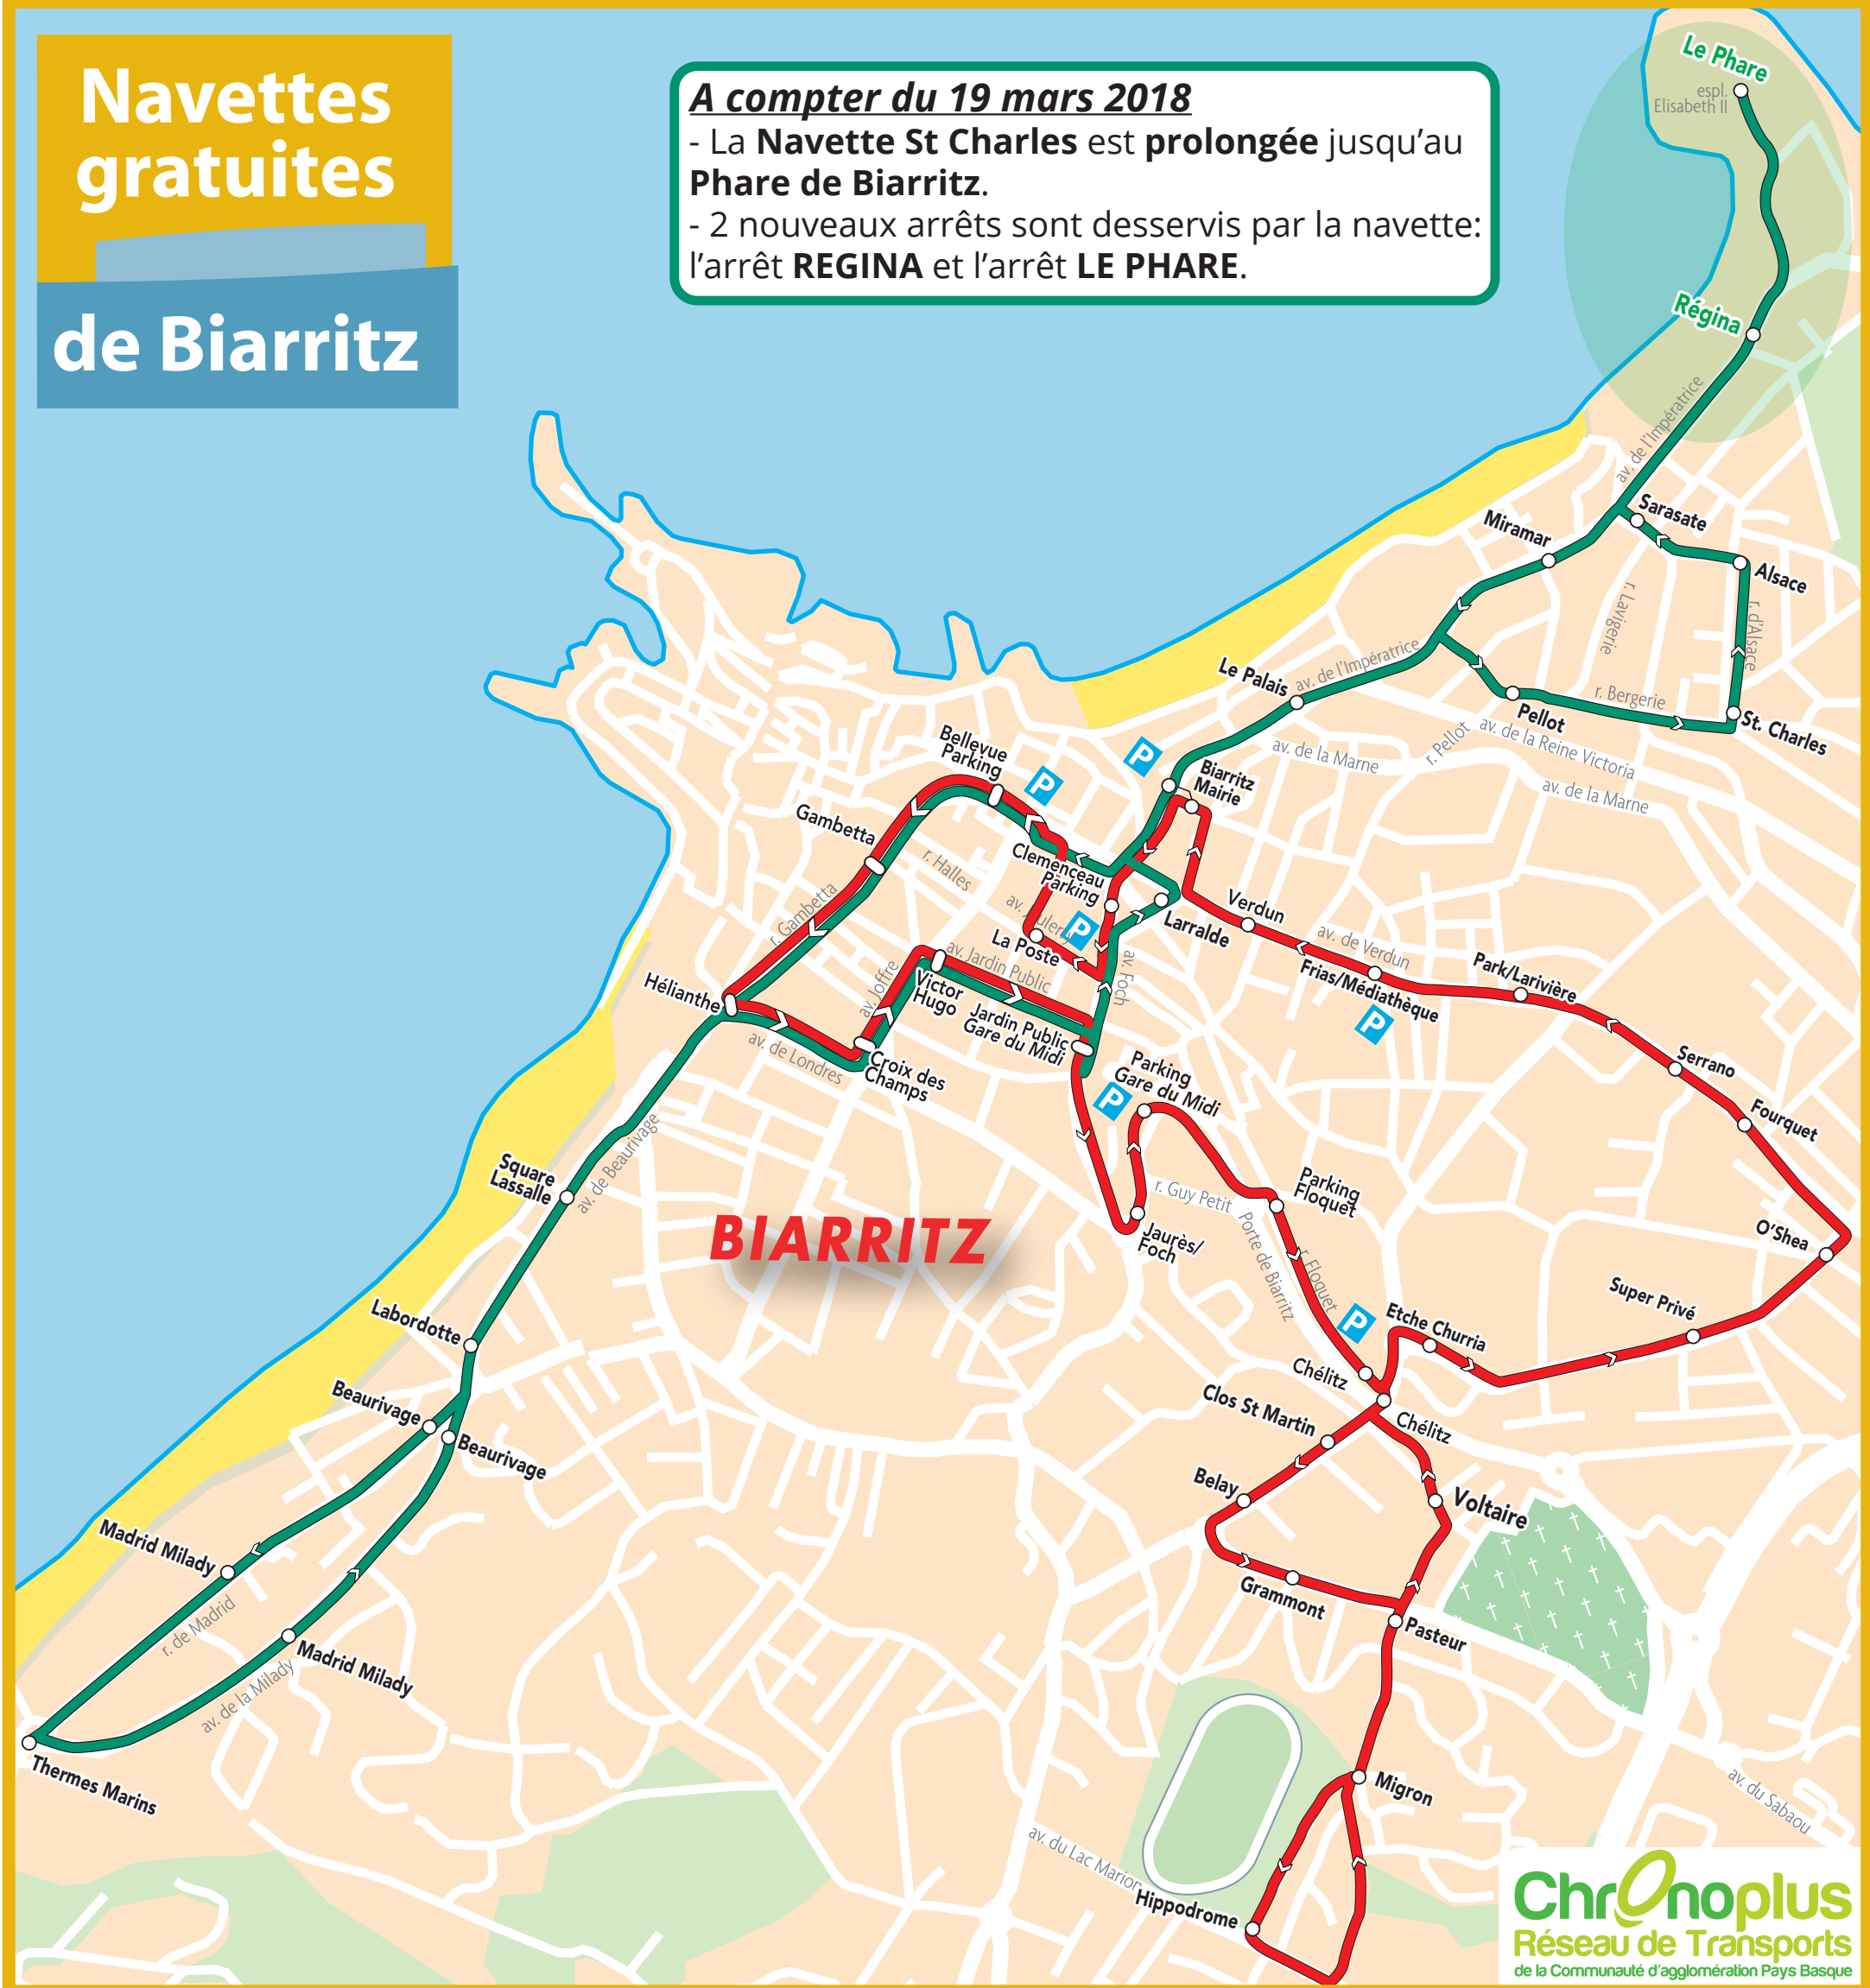 Navettes
gratuites
de Biarritz
A compter du 19 mars 2018
- La Navette St Charles est prolongée jusqu'au
Phare de Biarritz.
- 2 nouveaux arrêts sont desservis par la navette:
l'arrêt REGINA et l'arrêt LE PHARE.
Le Phare
espl.
Elisabeth II
Régina
av. de l'Impératrice
Sarasate
Miramar
Alsace
r. Lavigerie
r. d'Alsace
Le Palais
av. de l'Impératrice
r. Bergerie
Pellot
St. Charles
r. Pellot
av. de la Reine Victoria
av. de la Marne
av. de la Marne
Bellevue
Parking
P
P
Biarritz
Mairie
Gambetta
r. Halles
Clemenceau
Parking
r. Gambetta
av. Joffre
av. Jardin Public
La Poste
P
Larralde
Verdun
av. de Verdun
Frias/Médiathèque
P
Park/Larivière
av. Foch
Hélianthe
Victor
Hugo
Jardin Public
Gare du Midi
av. de Londres
Croix des
Champs
Parking
Gare du Midi
P
Serrano
Fourquet
Square
Lassalle
av. de Beaurivage
BIARRITZ
r. Guy Petit
Jaurès/
Foch
Porte de Biarritz
Parking
Floquet
r. Floquet
O'Shea
Super Privé
P
Etche Churria
Labordotte
Chélitz
Chélitz
Clos St Martin
Beaurivage
Beaurivage
Belay
Voltaire
Madrid Milady
Grammont
Pasteur
r. de Madrid
Madrid Milady
av. de la Milady
Thermes Marins
Migron
av. du Sabaou
av. du Lac Marion
Hippodrome
Chronoplus
Réseau de Transports
de la Communauté d'agglomération Pays Basque